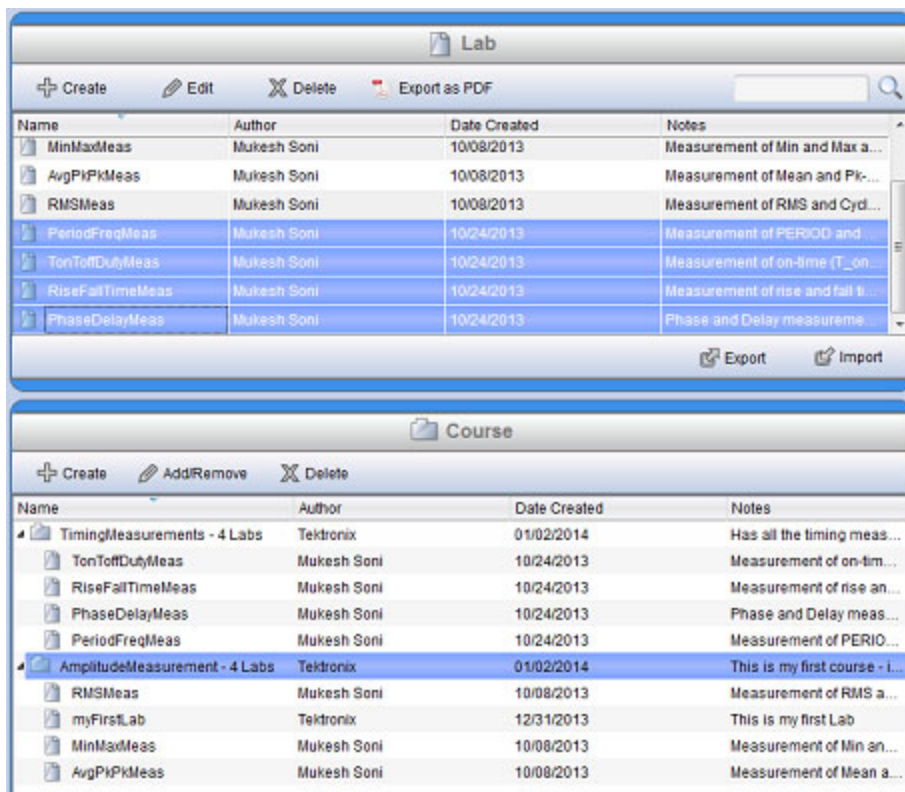 Lab
Create Edit Delete Export as PDF
Name Author Date Created Notes
MinMaxMeas Mukesh Soni 10/08/2013 Measurement of Min and Max a...
AvgPkPkMeas Mukesh Soni 10/08/2013 Measurement of Mean and Pk-...
RMSMeas Mukesh Soni 10/08/2013 Measurement of RMS and Cycl...
PeriodFreqMeas Mukesh Soni 10/24/2013 Measurement of PERIOD and ...
TonToffDutyMeas Mukesh Soni 10/24/2013 Measurement of on-time (T_on...
RiseFallTimeMeas Mukesh Soni 10/24/2013 Measurement of rise and fall ti...
PhaseDelayMeas Mukesh Soni 10/24/2013 Phase and Delay measureme...
Export Import
Course
Create Add/Remove Delete
Name Author Date Created Notes
TimingMeasurements - 4 Labs Tektronix 01/02/2014 Has all the timing meas...
TonToffDutyMeas Mukesh Soni 10/24/2013 Measurement of on-tim...
RiseFallTimeMeas Mukesh Soni 10/24/2013 Measurement of rise an...
PhaseDelayMeas Mukesh Soni 10/24/2013 Phase and Delay meas...
PeriodFreqMeas Mukesh Soni 10/24/2013 Measurement of PERIO...
AmplitudeMeasurement - 4 Labs Tektronix 01/02/2014 This is my first course - i...
RMSMeas Mukesh Soni 10/08/2013 Measurement of RMS a...
myFirstLab Tektronix 12/31/2013 This is my first Lab
MinMaxMeas Mukesh Soni 10/08/2013 Measurement of Min an...
AvgPkPkMeas Mukesh Soni 10/08/2013 Measurement of Mean a...